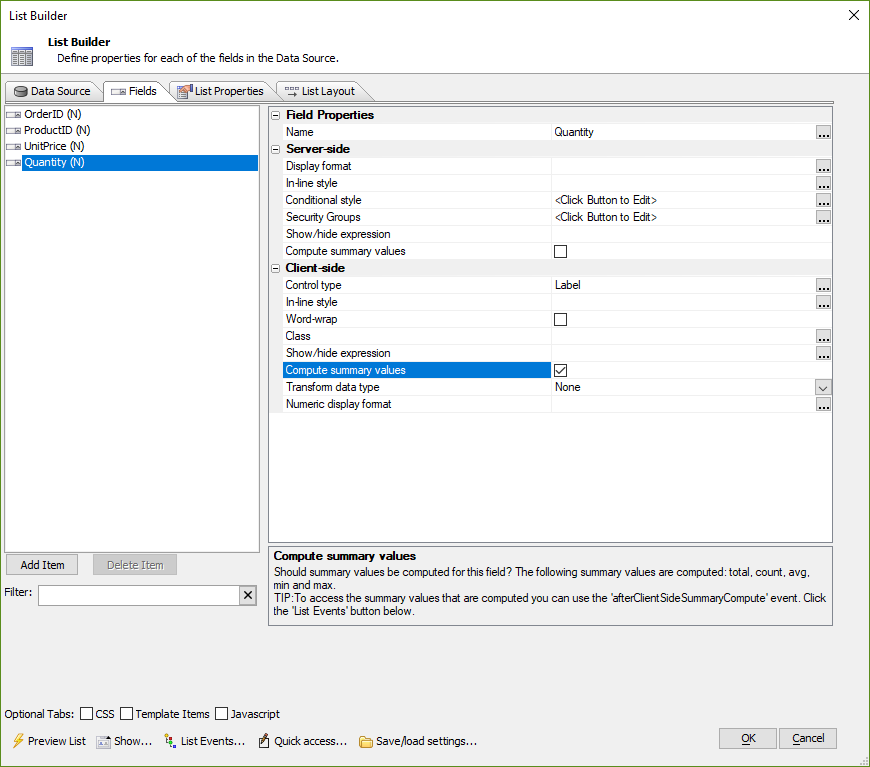 List Builder
List Builder
Define properties for each of the fields in the Data Source.
Data Source Fields List Properties List Layout
OrderID (N)
ProductID (N)
UnitPrice (N)
Quantity (N)
Field Properties
Name Quantity ...
Server-side
Display format ...
In-line style ...
Conditional style <Click Button to Edit> ...
Security Groups <Click Button to Edit> ...
Show/hide expression
Compute summary values
Client-side
Control type Label ...
In-line style ...
Word-wrap
Class ...
Show/hide expression ...
Compute summary values
Transform data type None
Numeric display format ...
Add Item Delete Item
Filter:
Compute summary values
Should summary values be computed for this field? The following summary values are computed: total, count, avg,
min and max.
TIP:To access the summary values that are computed you can use the 'afterClientSideSummaryCompute' event. Click
the 'List Events' button below.
Optional Tabs: CSS Template Items Javascript
Preview List Show... List Events... Quick access... Save/load settings... OK Cancel